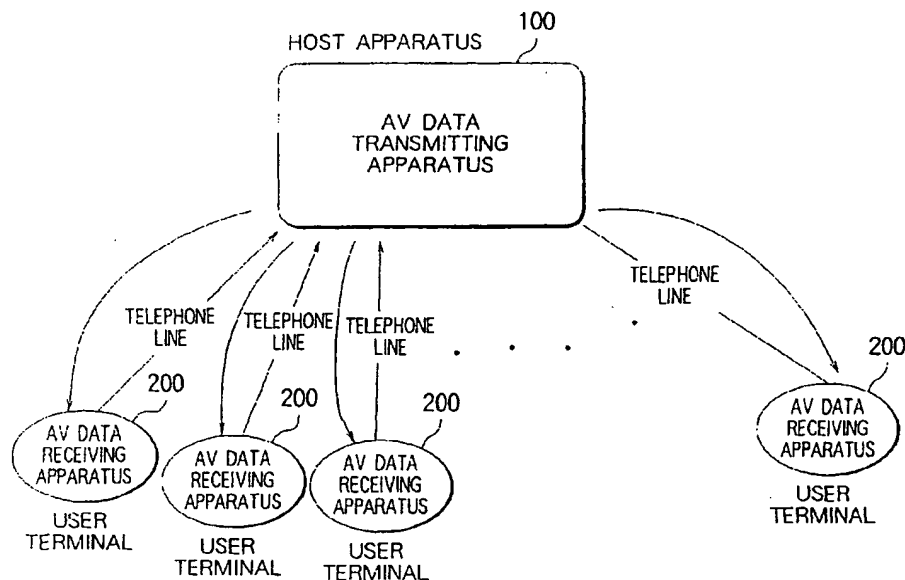 100
HOST APPARATUS
AV DATA
TRANSMITTING
APPARATUS
TELEPHONE
LINE
TELEPHONE
LINE
TELEPHONE
LINE
TELEPHONE
LINE
200
AV DATA
RECEIVING
APPARATUS
USER
TERMINAL
200
AV DATA
RECEIVING
APPARATUS
USER
TERMINAL
200
AV DATA
RECEIVING
APPARATUS
USER
TERMINAL
200
AV DATA
RECEIVING
APPARATUS
USER
TERMINAL